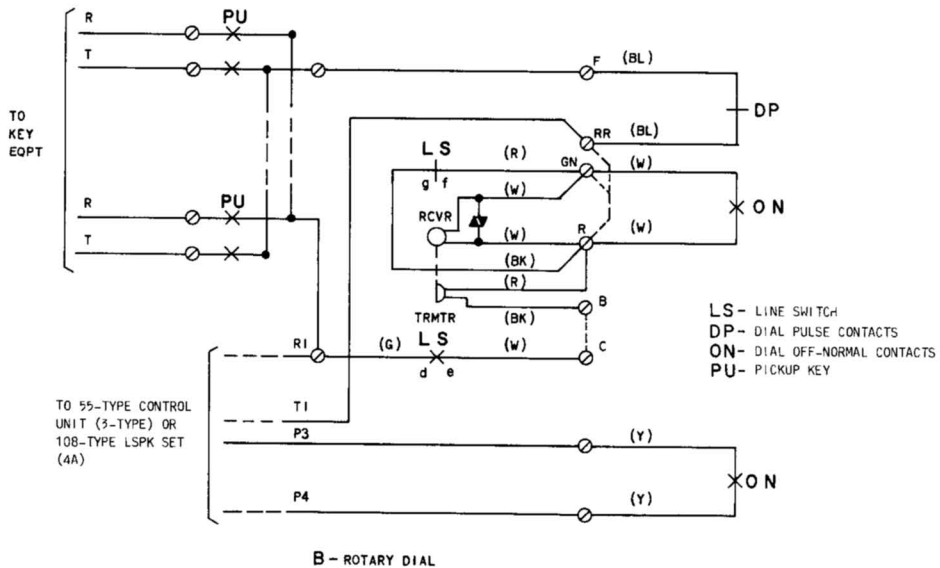 R
PU
T
TO
KEY
EQPT
R
PU
T
F
(BL)
DP
RR
(BL)
LS
(R)
GN
(W)
g
f
(W)
RCVR
ON
(W)
R
(W)
(BK)
(R)
TRMTR
(BK)
B
LS
C
R1
(G)
(W)
d
e
LS- LINE SWITCH
DP- DIAL PULSE CONTACTS
ON- DIAL OFF-NORMAL CONTACTS
PU- PICKUP KEY
TO 55-TYPE CONTROL
UNIT (3-TYPE) OR
108-TYPE LSPK SET
(4A)
T1
P3
(Y)
ON
P4
(Y)
B - ROTARY DIAL